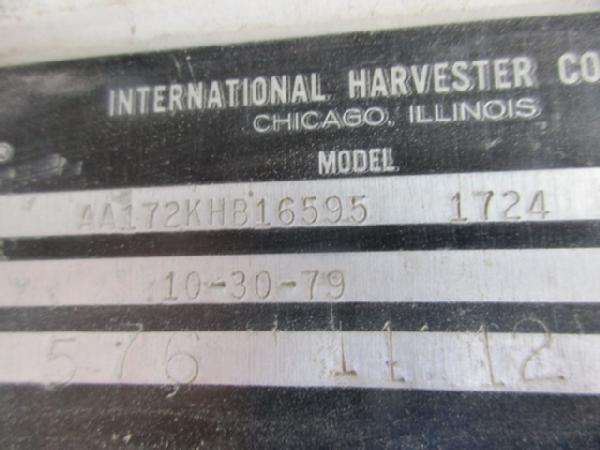 INTERNATIONAL HARVESTER CO
CHICAGO, ILLINOIS
MODEL
AA172KHB16595 1724
10-30-79
576 11 12